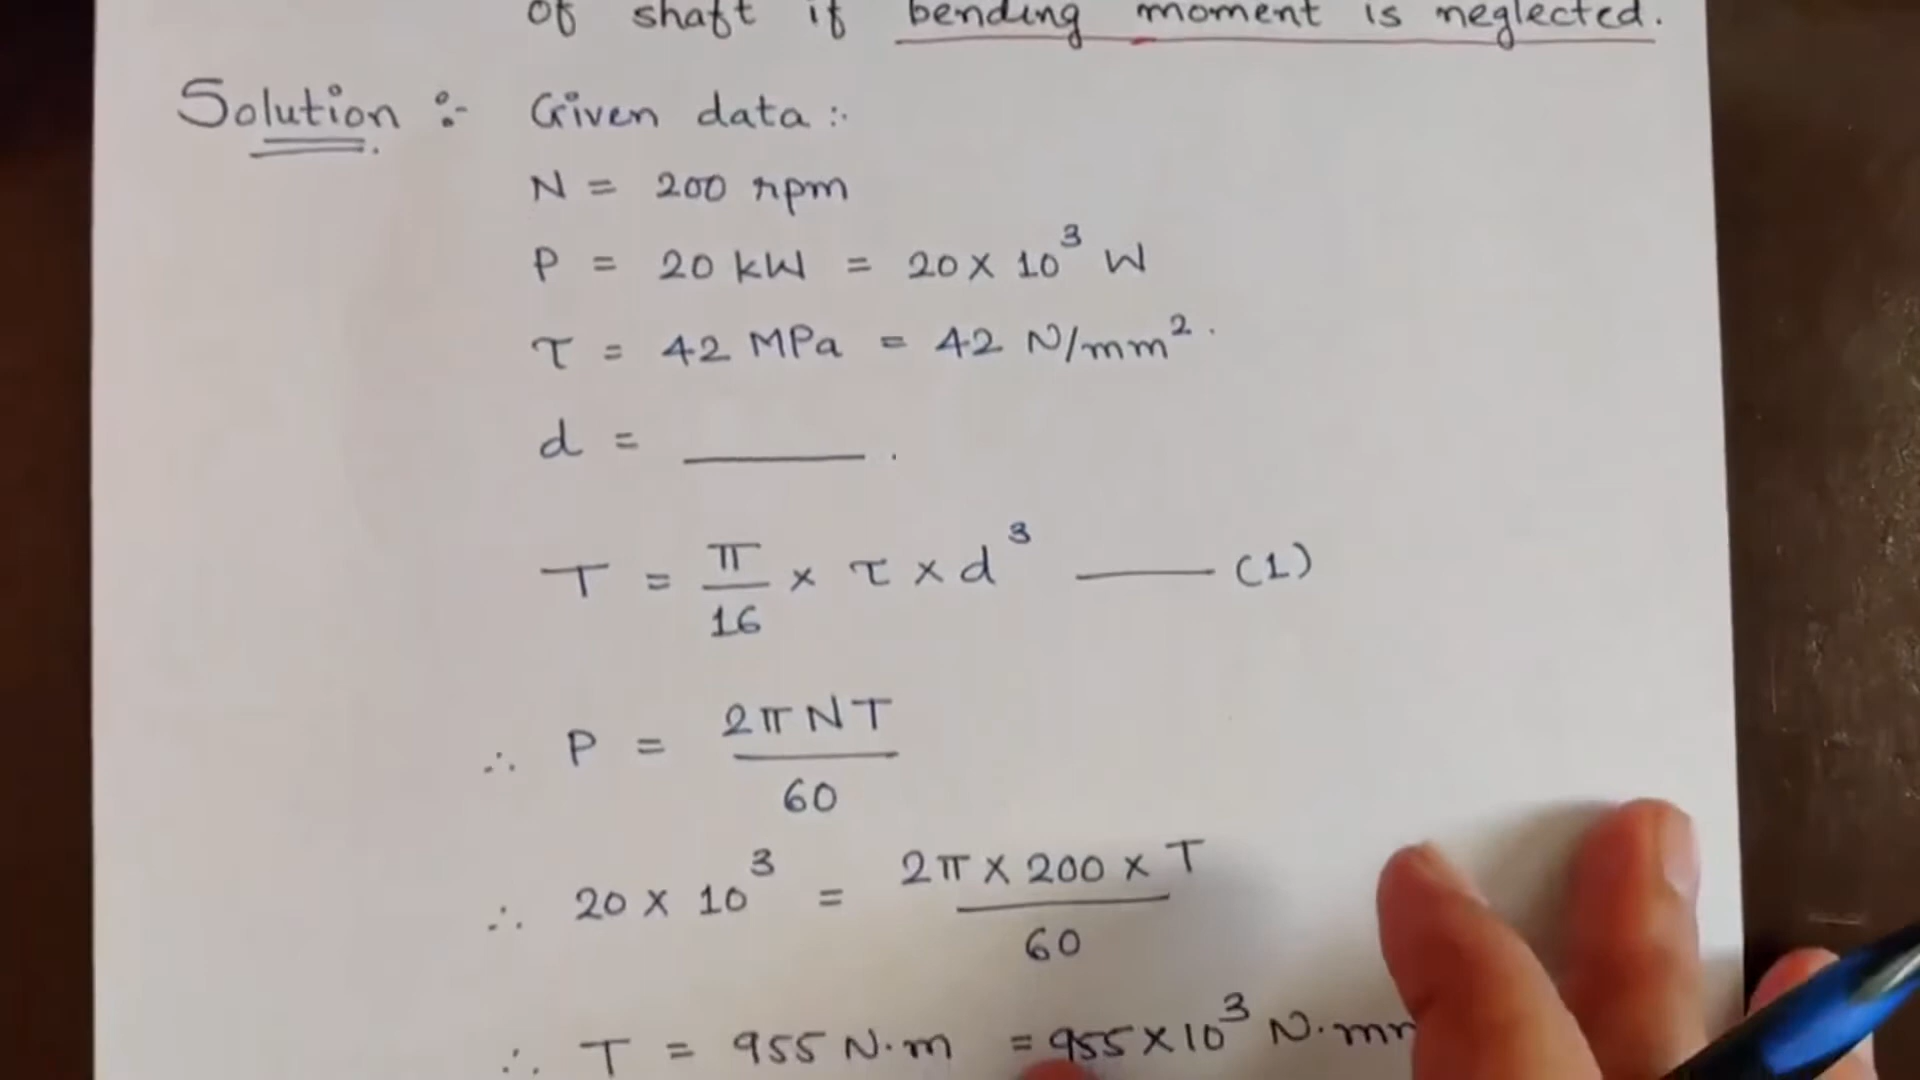 of shaft if bending moment is neglected.
Solution :- Given data :-
N = 200 rpm
P = 20 kW = 20 × 10³ W
τ = 42 MPa = 42 N/mm².
d = ______ .
T = π/16 × τ × d³ —— (1)
∴ P = 2πNT/60
∴ 20 × 10³ = 2π × 200 × T/60
∴ T = 955 N·m = 955×10³ N·m